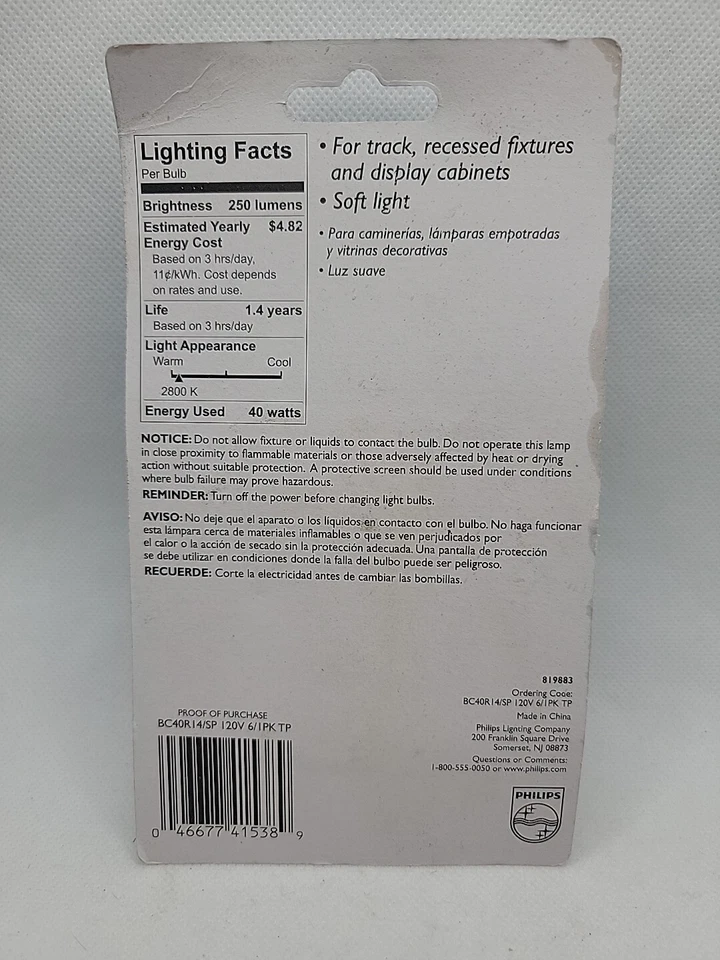 Lighting Facts
Per Bulb
Brightness 250 lumens
Estimated Yearly $4.82
Energy Cost
Based on 3 hrs/day,
11¢/kWh. Cost depends
on rates and use.
Life 1.4 years
Based on 3 hrs/day
Light Appearance
Warm Cool
2800 K
Energy Used 40 watts
• For track, recessed fixtures
and display cabinets
• Soft light
• Para caminerías, lámparas empotradas
y vitrinas decorativas
• Luz suave
NOTICE: Do not allow fixture or liquids to contact the bulb. Do not operate this lamp
in close proximity to flammable materials or those adversely affected by heat or drying
action without suitable protection. A protective screen should be used under conditions
where bulb failure may prove hazardous.
REMINDER: Turn off the power before changing light bulbs.
AVISO: No deje que el aparato o los líquidos en contacto con el bulbo. No haga funcionar
esta lámpara cerca de materiales inflamables o que se ven perjudicados por
el calor o la acción de secado sin la protección adecuada. Una pantalla de protección
se debe utilizar en condiciones donde la falla del bulbo puede ser peligroso.
RECUERDE: Corte la electricidad antes de cambiar las bombillas.
819883
Ordering Code:
BC40R14/SP 120V 6/1PK TP
Made in China
Philips Lighting Company
200 Franklin Square Drive
Somerset, NJ 08873
Questions or Comments:
1-800-555-0050 or www.philips.com
PHILIPS
PROOF OF PURCHASE
BC40R14/SP 120V 6/1PK TP
0 46677 41538 9